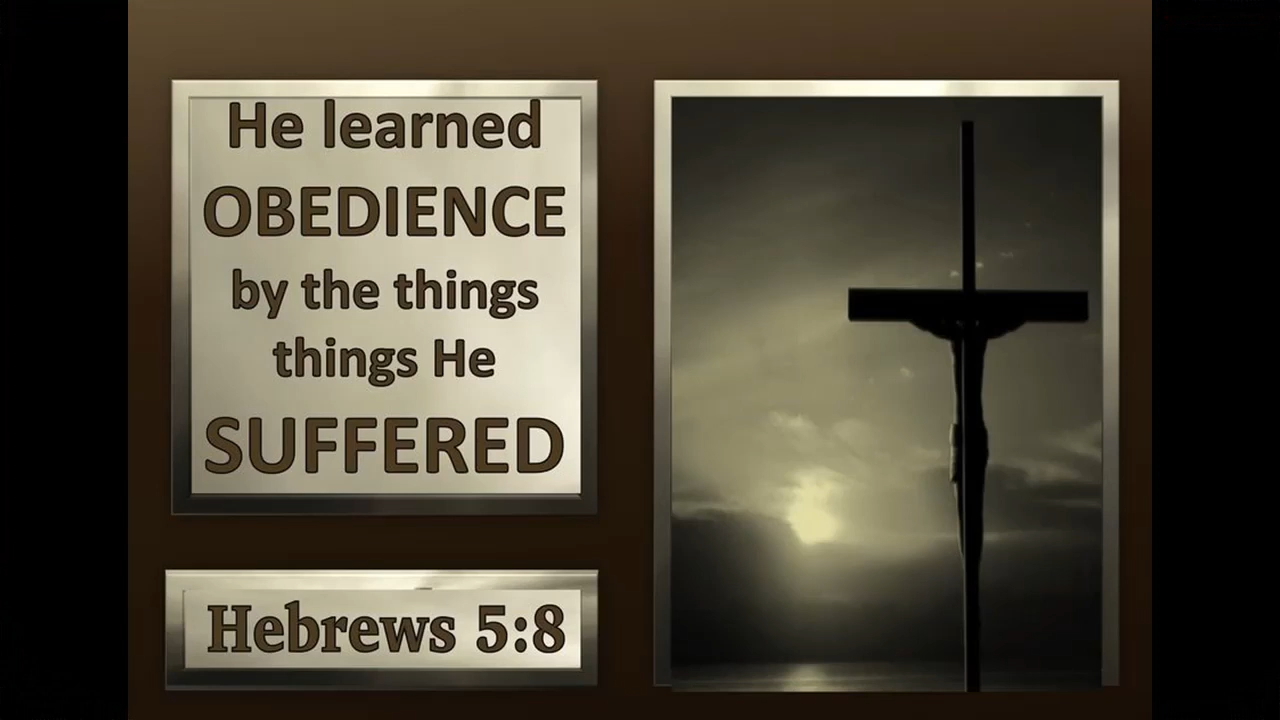 He learned
OBEDIENCE
by the things
things He
SUFFERED
Hebrews 5:8